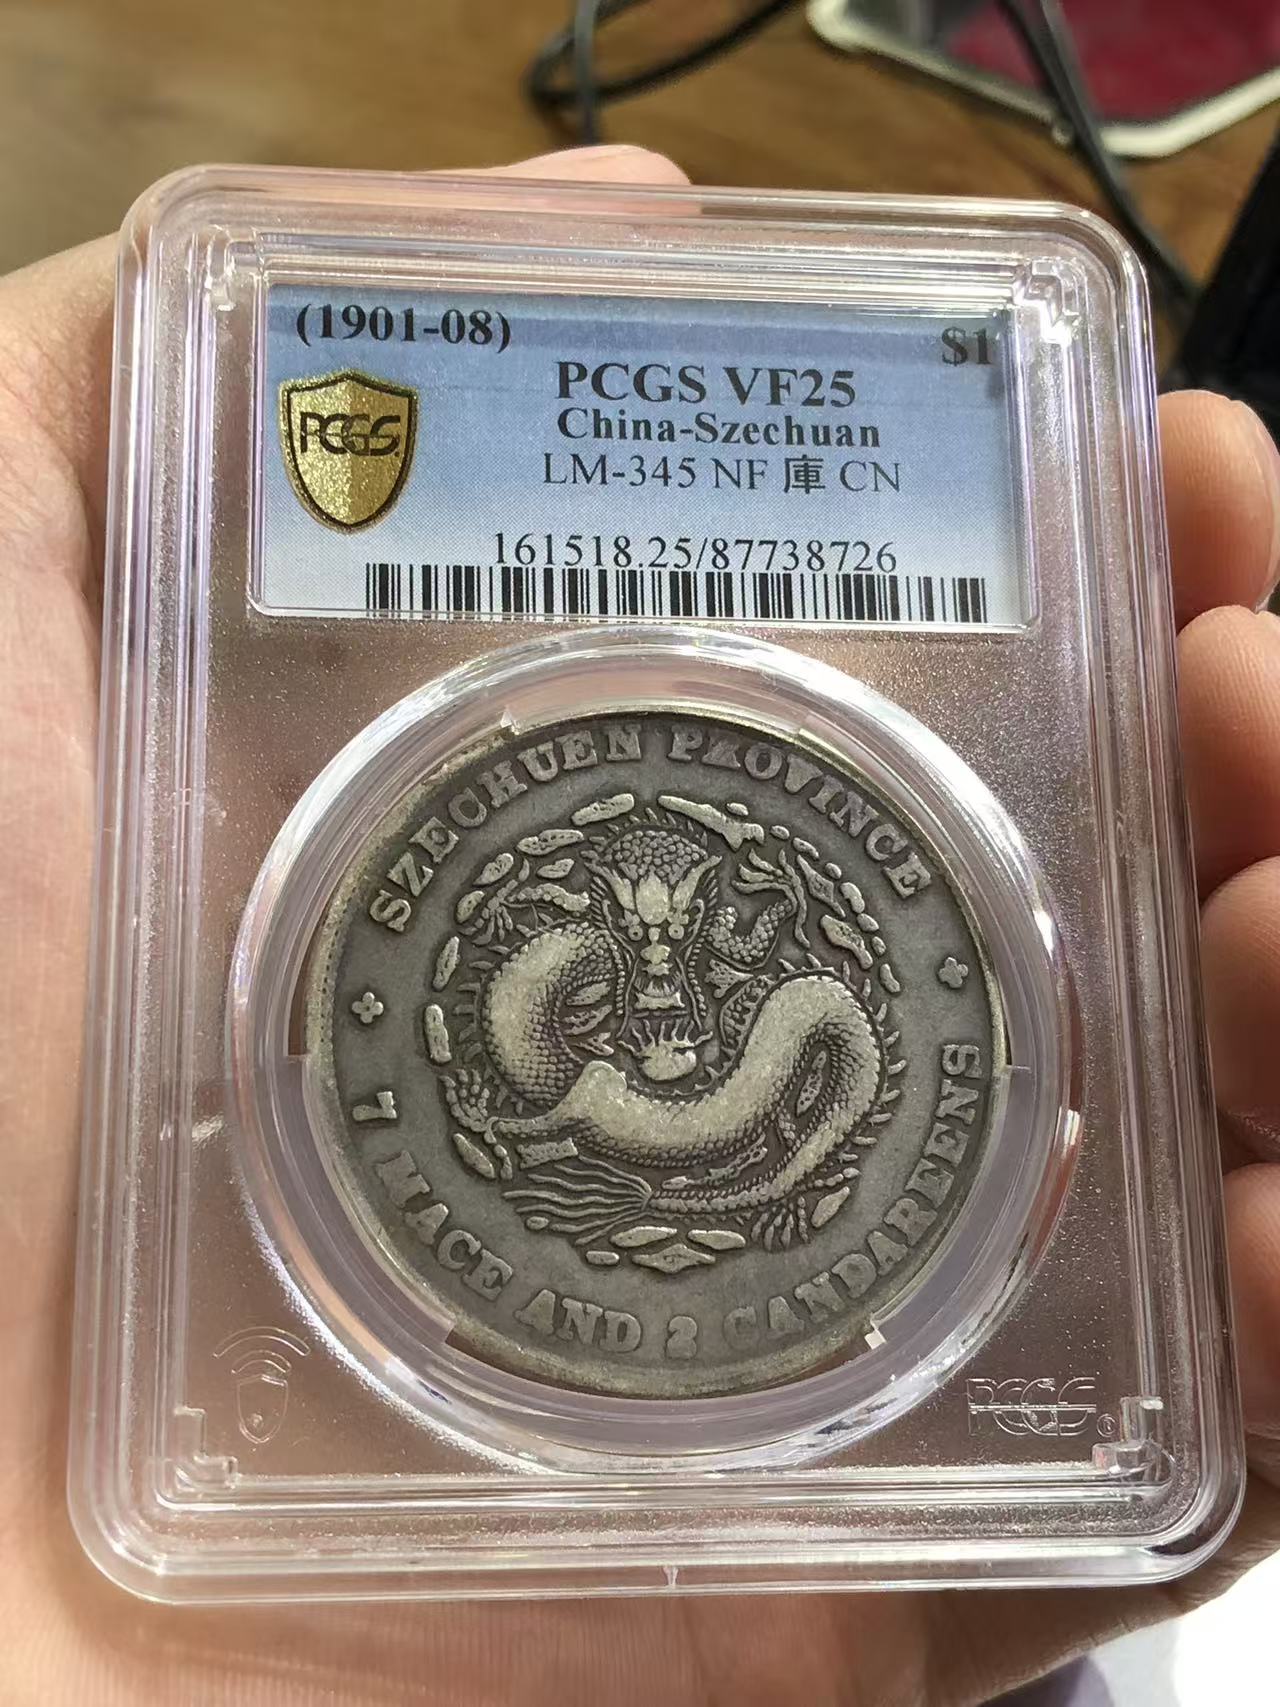 (1901-08) $1
PCGS VF25
China-Szechuan
LM-345 NF 庫 CN
PCGS
161518.25/87738726
SZECHUEN PROVINCE
7 MACE AND 2 CANDAREENS
PCGS